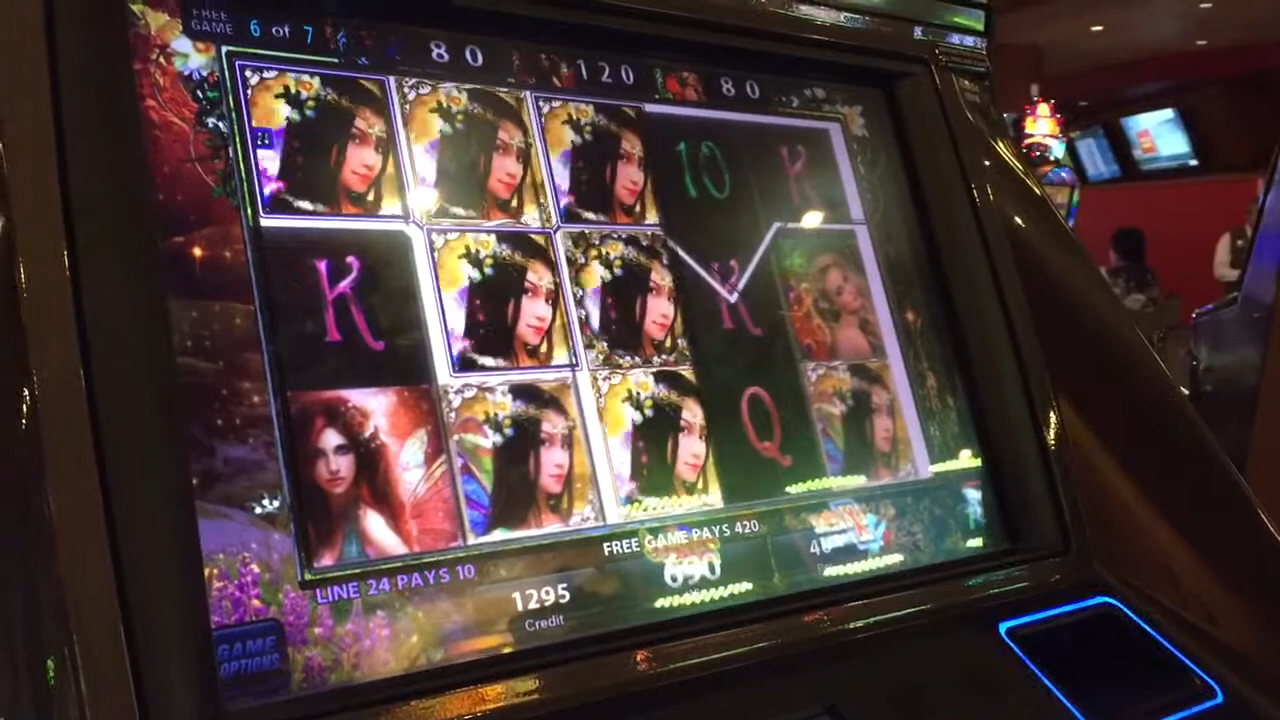 FREE
GAME 6 of 7
80
120
80
24
10
K
K
K
Q
FREE GAME PAYS 420
LINE 24 PAYS 10
1295
Credit
690
GAME
OPTIONS